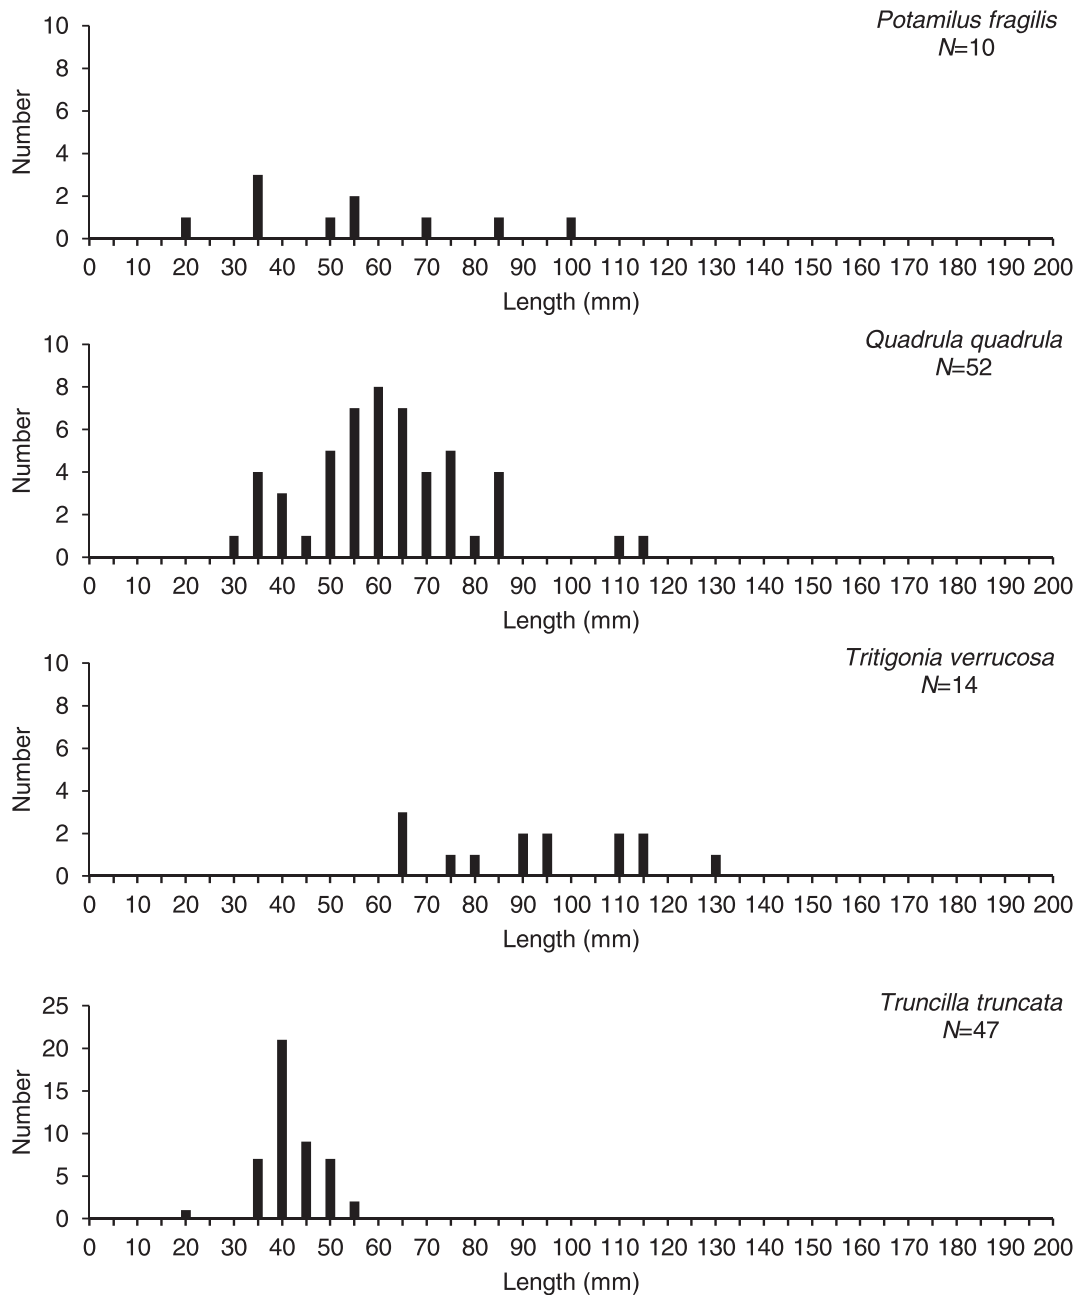 Potamilus fragilis
N=10
10
8
6
4
2
0
Number
0 10 20 30 40 50 60 70 80 90 100 110 120 130 140 150 160 170 180 190 200
Length (mm)
Quadrula quadrula
N=52
10
8
6
4
2
0
Number
0 10 20 30 40 50 60 70 80 90 100 110 120 130 140 150 160 170 180 190 200
Length (mm)
Tritigonia verrucosa
N=14
10
8
6
4
2
0
Number
0 10 20 30 40 50 60 70 80 90 100 110 120 130 140 150 160 170 180 190 200
Length (mm)
Truncilla truncata
N=47
25
20
15
10
5
0
Number
0 10 20 30 40 50 60 70 80 90 100 110 120 130 140 150 160 170 180 190 200
Length (mm)